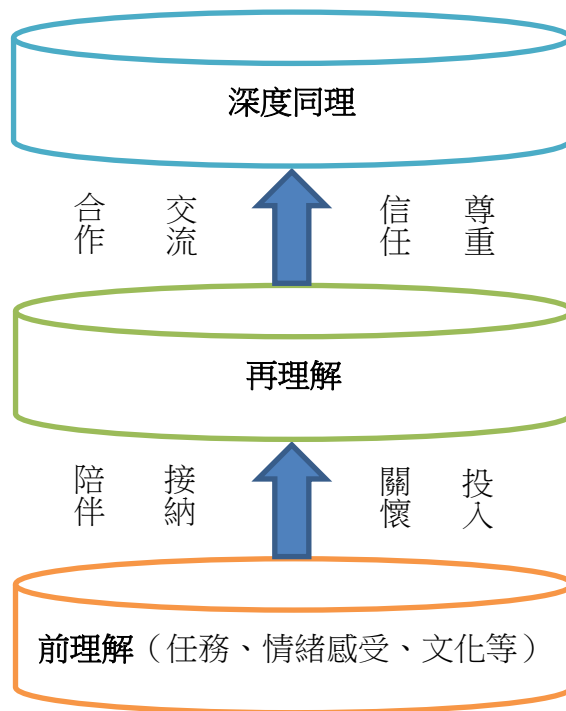 深度同理
合作 交流 信任 尊重
再理解
陪伴 接納 關懷 投入
前理解（任務、情緒感受、文化等）